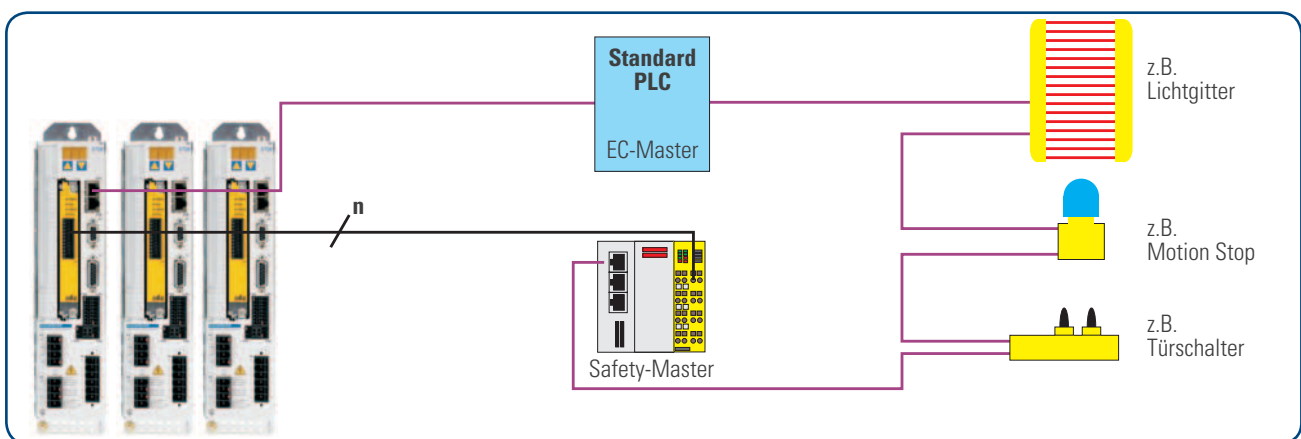 Standard
PLC
EC-Master
z.B.
Lichtgitter
n
z.B.
Motion Stop
Safety-Master
z.B.
Türschalter